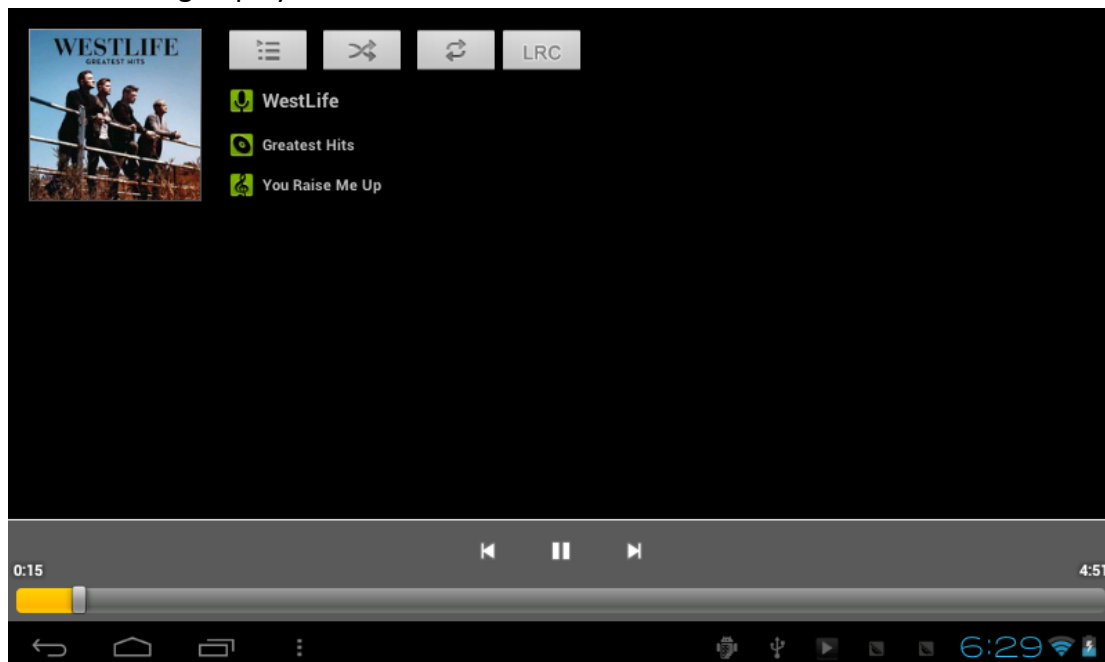 WESTLIFE
GREATEST HITS
LRC
WestLife
Greatest Hits
You Raise Me Up
0:15
4:51
6:29